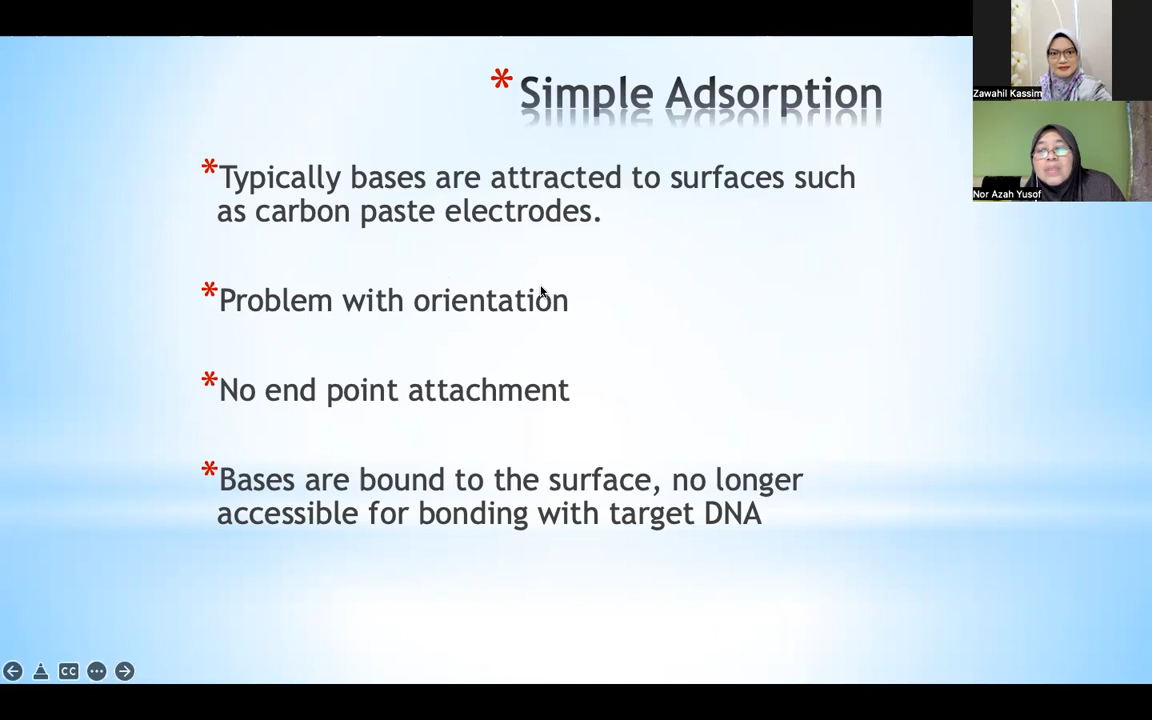 * Simple Adsorption
* Typically bases are attracted to surfaces such
as carbon paste electrodes.
* Problem with orientation
* No end point attachment
* Bases are bound to the surface, no longer
accessible for bonding with target DNA
Zawahil Kassim
Nor Azah Yusof
CC